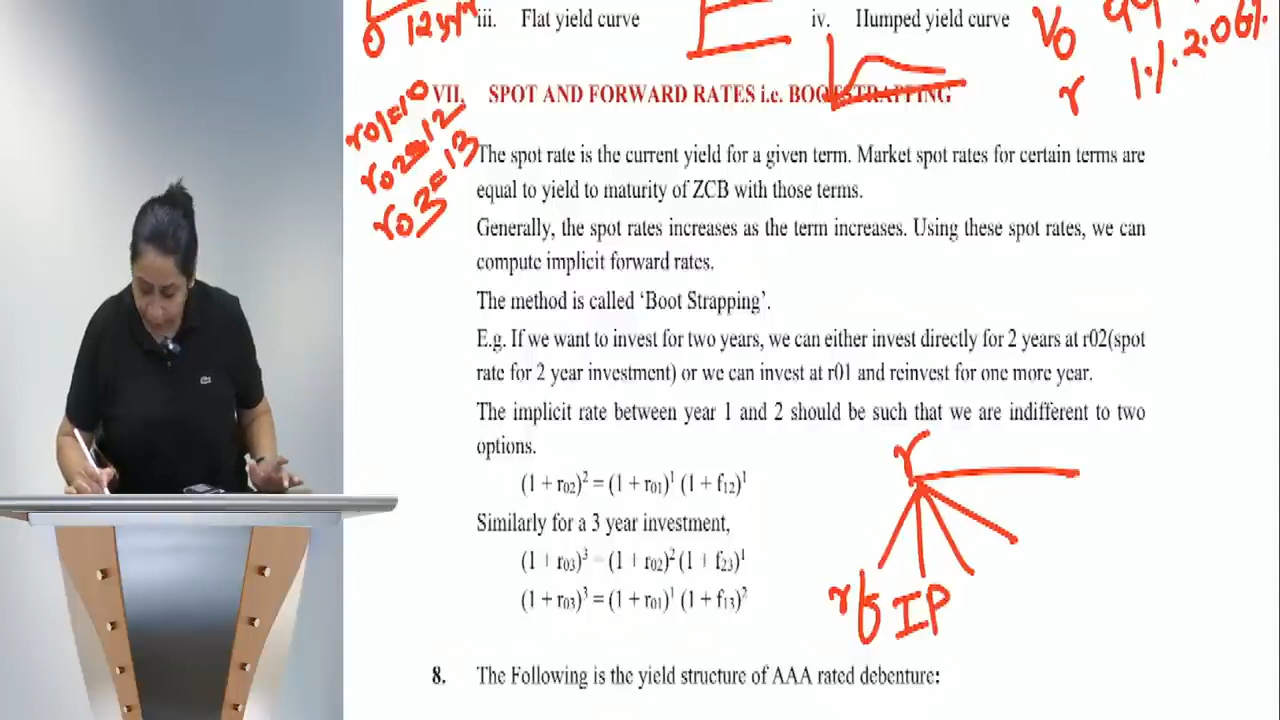 0 12 yr
iii. Flat yield curve
iv. Humped yield curve
V0
r 1% 2.06%
r01=10
r02=12
r03=13
VII. SPOT AND FORWARD RATES i.e. BOOTSTRAPPING
The spot rate is the current yield for a given term. Market spot rates for certain terms are
equal to yield to maturity of ZCB with those terms.
Generally, the spot rates increases as the term increases. Using these spot rates, we can
compute implicit forward rates.
The method is called ‘Boot Strapping’.
E.g. If we want to invest for two years, we can either invest directly for 2 years at r02(spot
rate for 2 year investment) or we can invest at r01 and reinvest for one more year.
The implicit rate between year 1 and 2 should be such that we are indifferent to two
options.
r
(1 + r₀₂)² = (1 + r₀₁)¹ (1 + f₁₂)¹
Similarly for a 3 year investment,
(1 + r₀₃)³ = (1 + r₀₂)² (1 + f₂₃)¹
(1 + r₀₃)³ = (1 + r₀₁)¹ (1 + f₁₃)²
rf IP
8. The Following is the yield structure of AAA rated debenture: